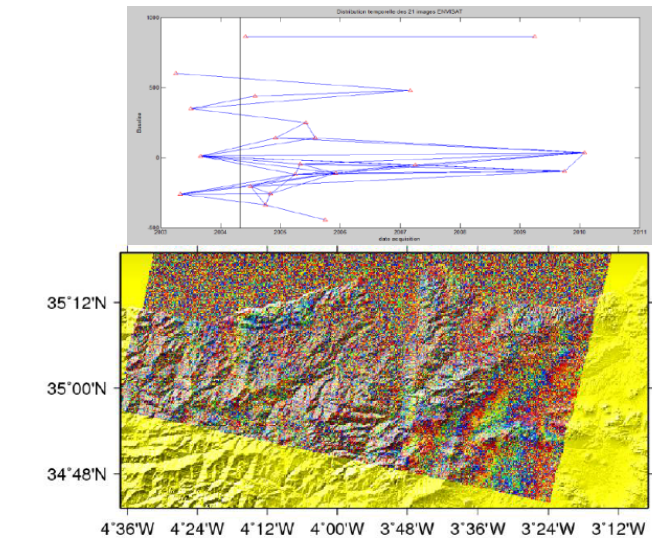 Distribution temporelle des 21 images ENVISAT
1000
500
0
-500
Baseline
2003 2004 2005 2006 2007 2008 2009 2010 2011
date acquisition
35°12'N
35°00'N
34°48'N
4°36'W 4°24'W 4°12'W 4°00'W 3°48'W 3°36'W 3°24'W 3°12'W